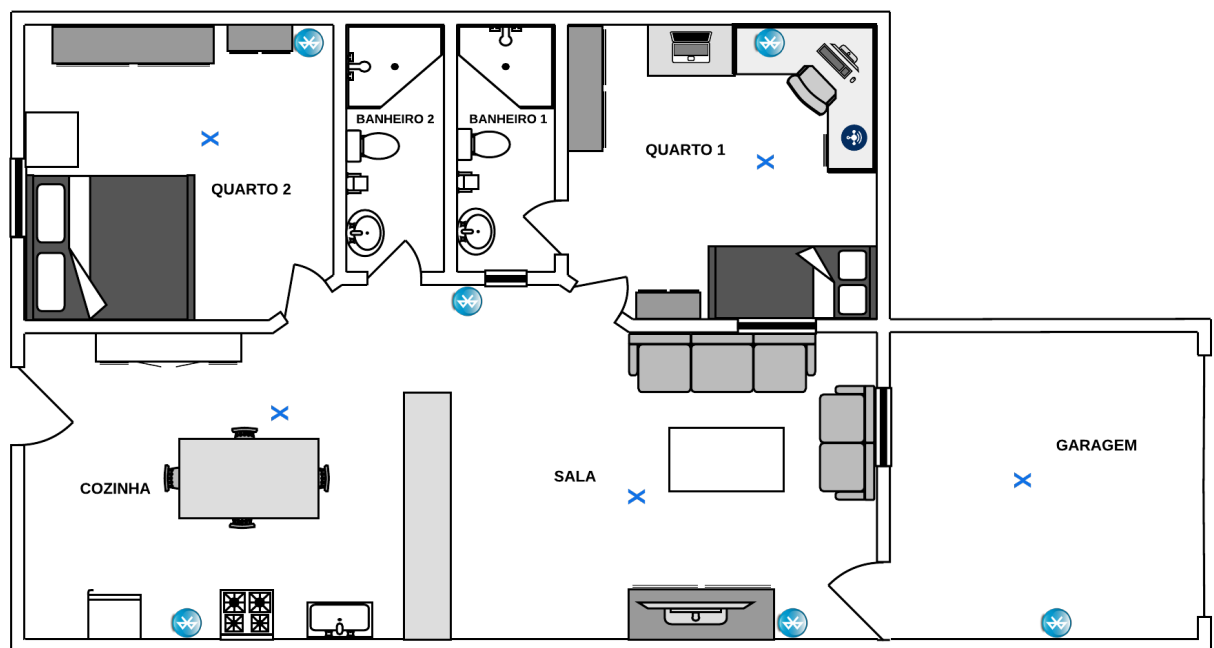 BANHEIRO 2
BANHEIRO 1
QUARTO 1
QUARTO 2
X
X
X
GARAGEM
SALA
COZINHA
X
X